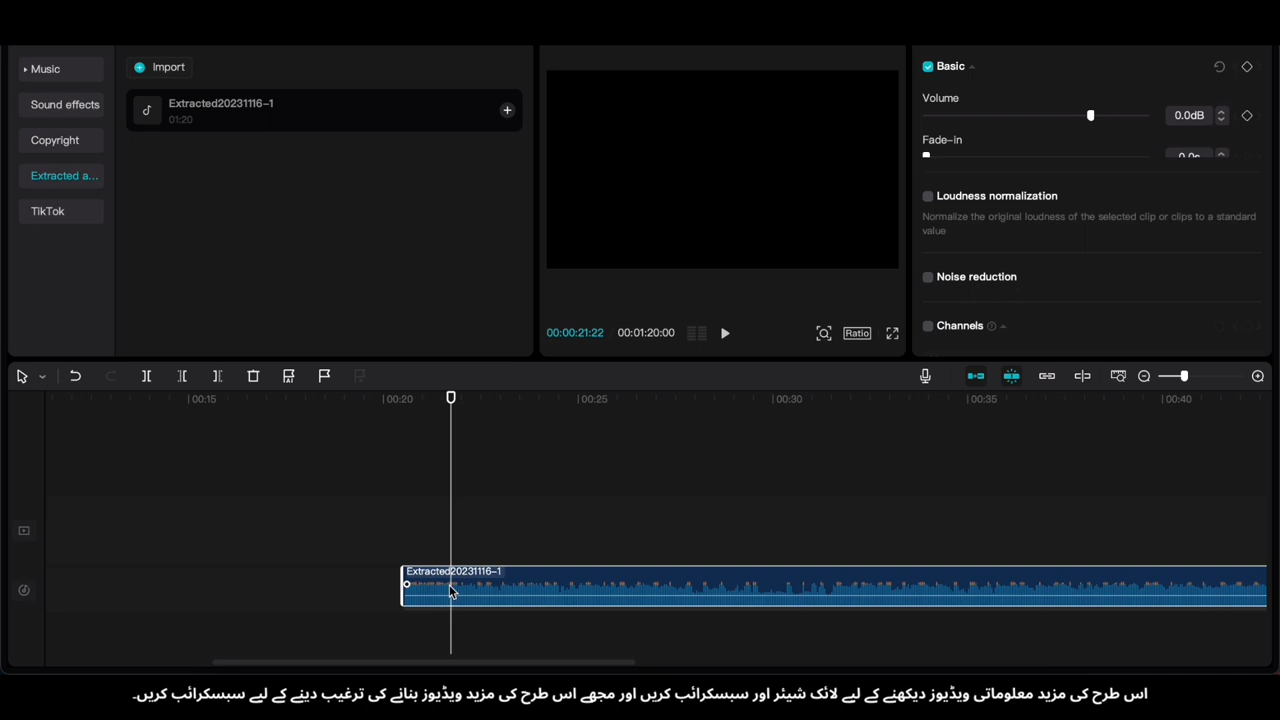 Music
Import
Sound effects
Extracted20231116-1
01:20
Copyright
Extracted a...
TikTok
Basic
Volume
0.0dB
Fade-in
0.0s
Loudness normalization
Normalize the original loudness of the selected clip or clips to a standard
value
Noise reduction
Channels
00:00:21:22
00:01:20:00
Ratio
00:15
00:20
00:25
00:30
00:35
00:40
Extracted20231116-1
اس طرح کی مزید معلوماتی ویڈیوز دیکھنے کے لیے لائک شیئر اور سبسکرائب کریں اور مجھے اس طرح کی مزید ویڈیوز بنانے کی ترغیب دینے کے لیے سبسکرائب کریں۔